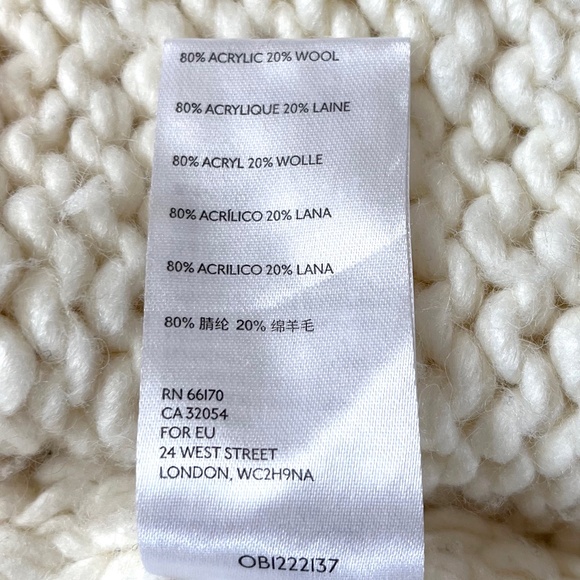 80% ACRYLIC 20% WOOL
80% ACRYLIQUE 20% LAINE
80% ACRYL 20% WOLLE
80% ACRÍLICO 20% LANA
80% ACRILICO 20% LANA
80% 腈纶 20% 绵羊毛
RN 66170
CA 32054
FOR EU
24 WEST STREET
LONDON, WC2H9NA
OB1222137